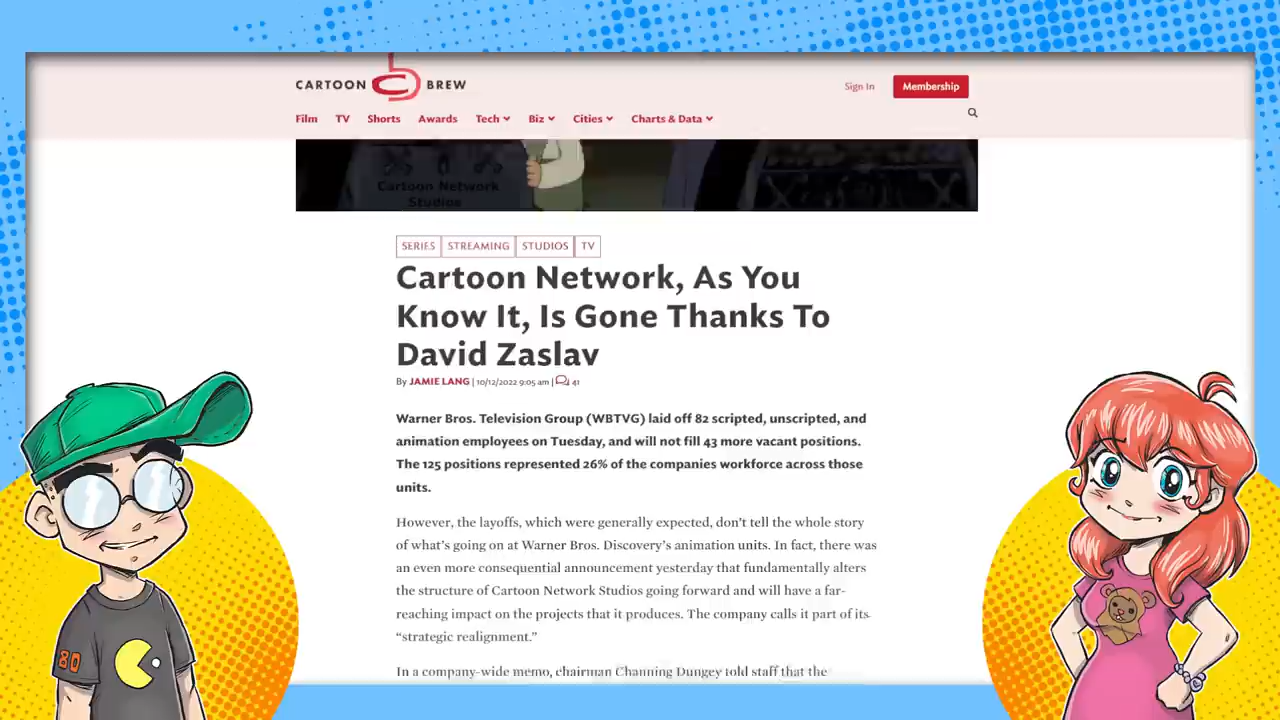 CARTOON BREW
Sign In
Membership
Film TV Shorts Awards Tech Biz Cities Charts & Data
Cartoon Network
Studios
SERIES STREAMING STUDIOS TV
Cartoon Network, As You
Know It, Is Gone Thanks To
David Zaslav
By JAMIE LANG | 10/12/2022 9:05 am | 41
Warner Bros. Television Group (WBTVG) laid off 82 scripted, unscripted, and
animation employees on Tuesday, and will not fill 43 more vacant positions.
The 125 positions represented 26% of the companies workforce across those
units.
However, the layoffs, which were generally expected, don't tell the whole story
of what's going on at Warner Bros. Discovery's animation units. In fact, there was
an even more consequential announcement yesterday that fundamentally alters
the structure of Cartoon Network Studios going forward and will have a far-
reaching impact on the projects that it produces. The company calls it part of its
“strategic realignment.”
In a company-wide memo, chairman Channing Dungey told staff that the
80